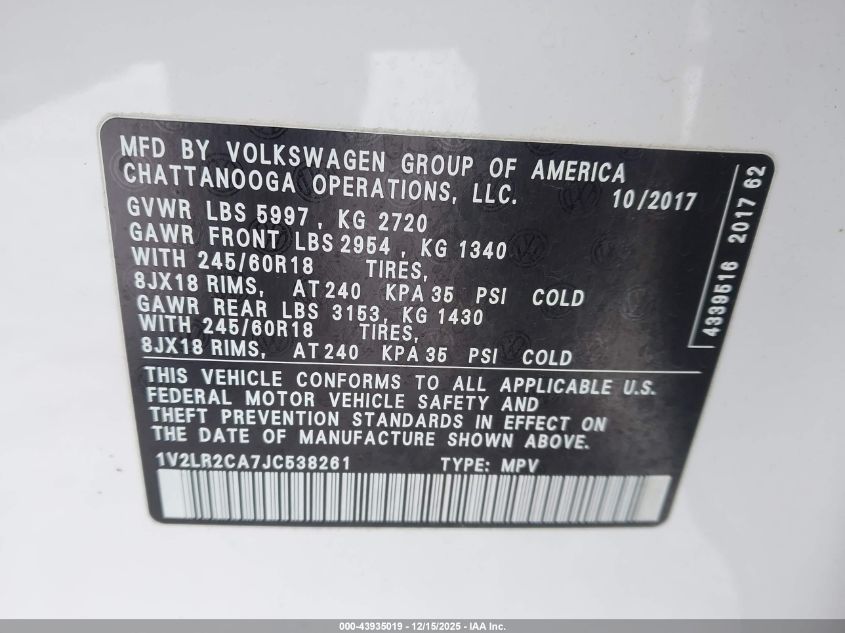 MFD BY VOLKSWAGEN GROUP OF AMERICA
CHATTANOOGA OPERATIONS, LLC.
10/2017
GVWR LBS 5997, KG 2720
GAWR FRONT LBS 2954, KG 1340
WITH 245/60R18 TIRES,
8JX18 RIMS, AT 240 KPA 35 PSI COLD
GAWR REAR LBS 3153, KG 1430
WITH 245/60R18 TIRES,
8JX18 RIMS, AT 240 KPA 35 PSI COLD
4339516 2017 62
THIS VEHICLE CONFORMS TO ALL APPLICABLE U.S.
FEDERAL MOTOR VEHICLE SAFETY AND
THEFT PREVENTION STANDARDS IN EFFECT ON
THE DATE OF MANUFACTURE SHOWN ABOVE.
1V2LR2CA7JC538261 TYPE: MPV
000-43935019 - 12/15/2025 - IAA Inc.